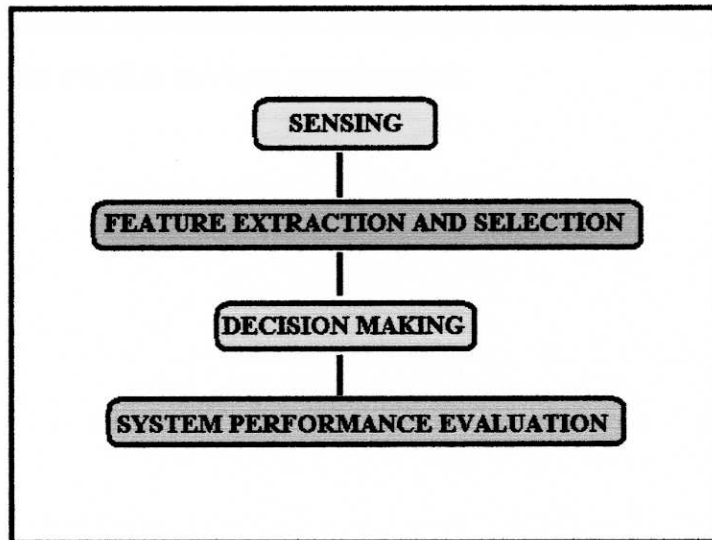 SENSING
FEATURE EXTRACTION AND SELECTION
DECISION MAKING
SYSTEM PERFORMANCE EVALUATION